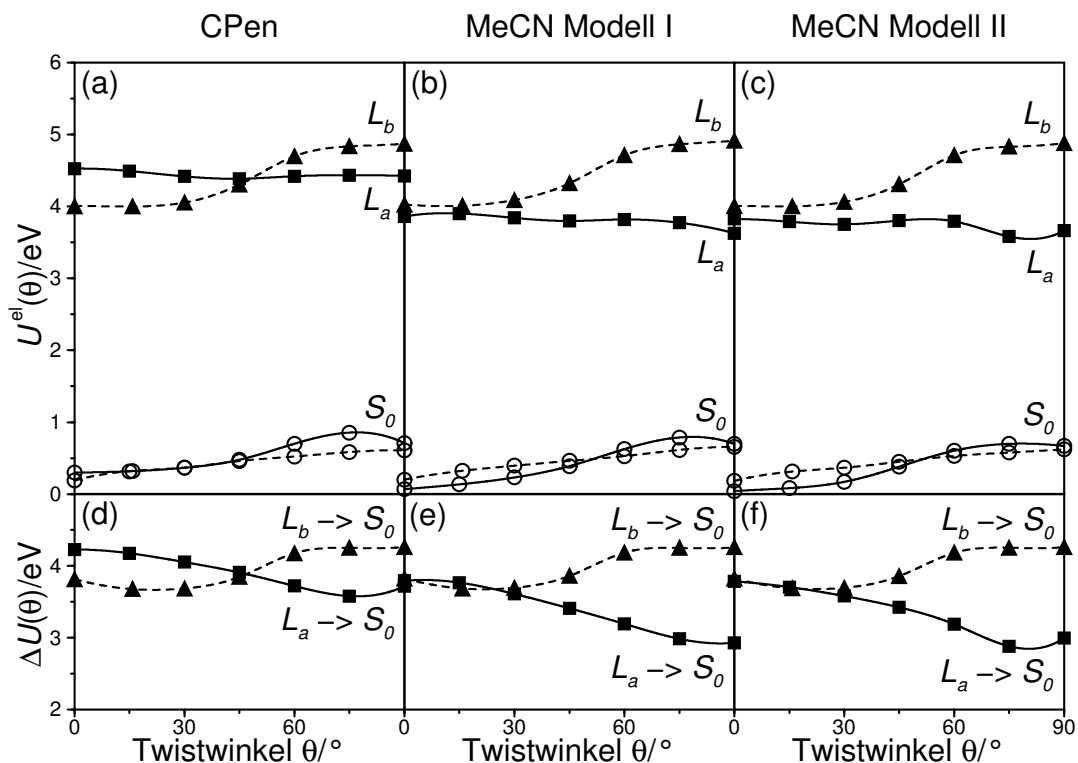 CPen MeCN Modell I MeCN Modell II
6
(a) (b) (c)
L_b L_b L_b
5
4
L_a L_a L_a
3
U^el(θ)/eV
2
1
S_0 S_0 S_0
0
(d) (e) (f)
L_b –> S_0 L_b –> S_0 L_b –> S_0
4
ΔU(θ)/eV
3
L_a –> S_0 L_a –> S_0 L_a –> S_0
2
0 30 60 0 30 60 0 30 60 90
Twistwinkel θ/° Twistwinkel θ/° Twistwinkel θ/°